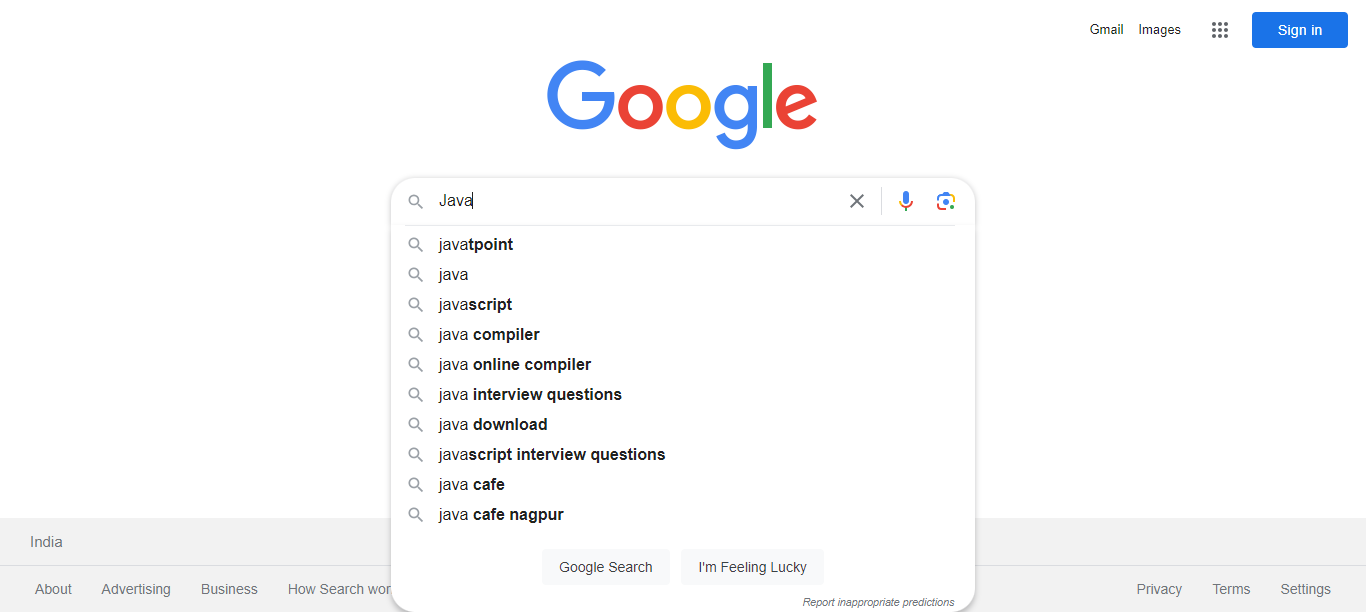 Gmail Images Sign in
Google
Java
javatpoint
java
javascript
java compiler
java online compiler
java interview questions
java download
javascript interview questions
java cafe
java cafe nagpur
Google Search I'm Feeling Lucky
Report inappropriate predictions
India
About Advertising Business How Search wor
Privacy Terms Settings